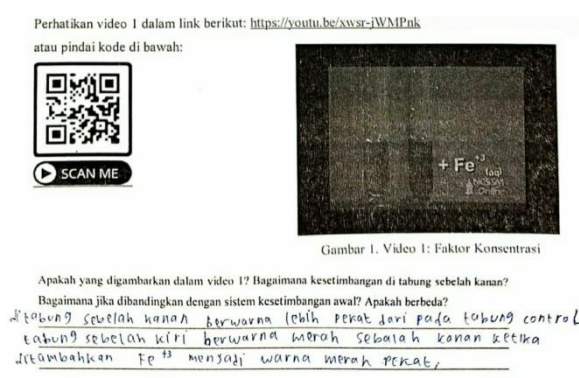 Perhatikan video 1 dalam link berikut: https://youtu.be/xwsr-jWMPnk
atau pindai kode di bawah:
SCAN ME
+ Fe+3 (aq)
NCSSM
Online
Gambar 1. Video 1: Faktor Konsentrasi
Apakah yang digambarkan dalam video 1? Bagaimana kesetimbangan di tabung sebelah kanan?
Bagaimana jika dibandingkan dengan sistem kesetimbangan awal? Apakah berbeda?
ditabung sebelah kanan berwarna lebih pekat dari pada tabung control
tabung sebelah kiri berwarna merah sebalah kanan ketika
ditambahkan Fe+3 menjadi warna merah pekat,